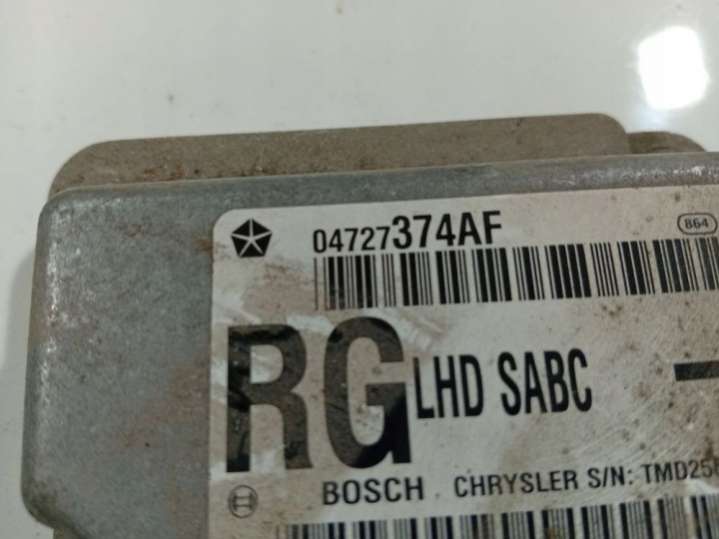 04727374AF 864
RG LHD SABC
BOSCH CHRYSLER S/N: TMD25